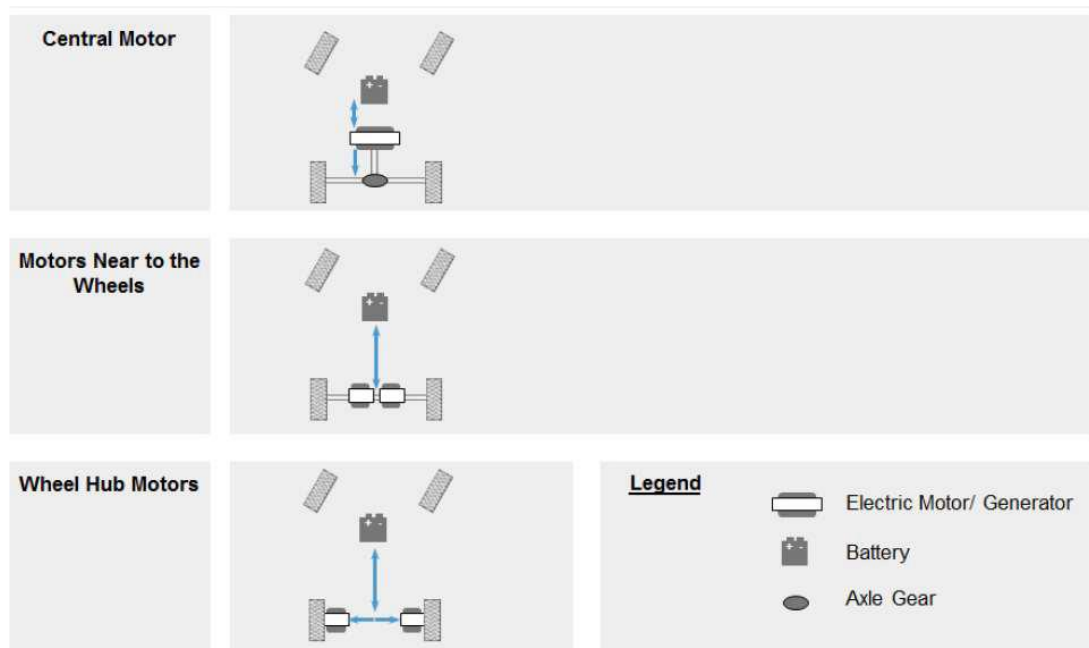 Central Motor
Motors Near to the
Wheels
Wheel Hub Motors
Legend
Electric Motor/ Generator
Battery
Axle Gear